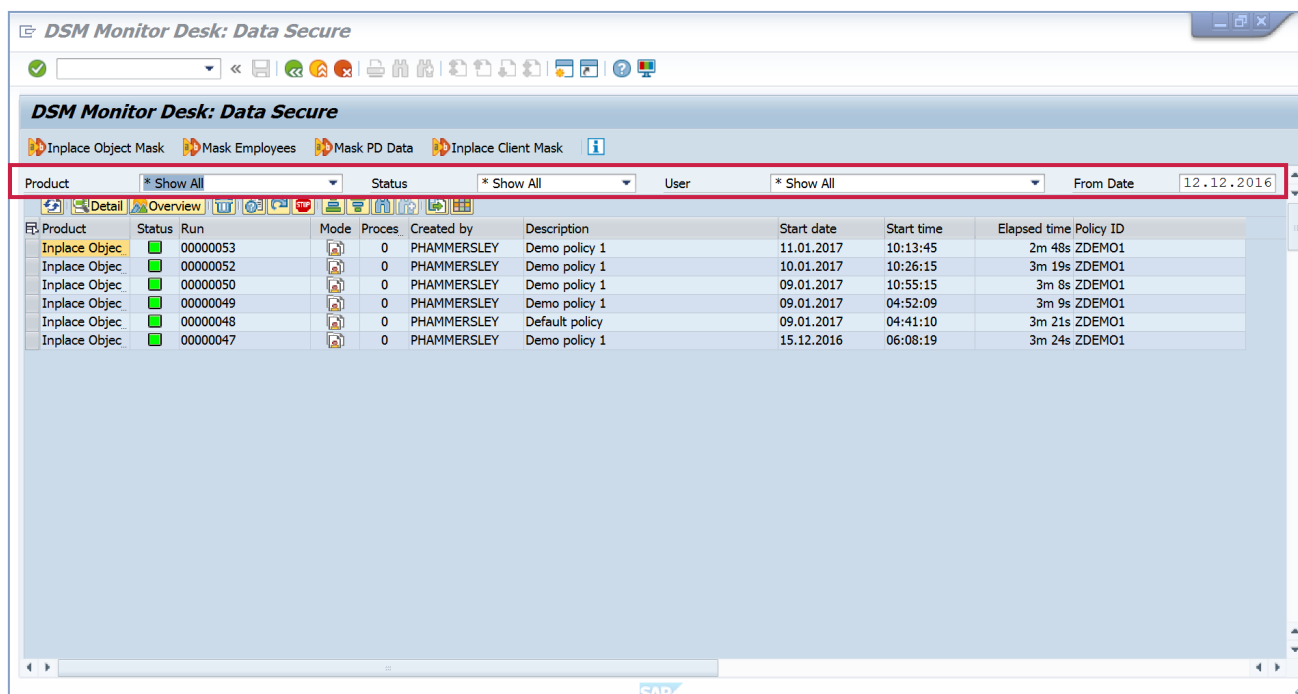 DSM Monitor Desk: Data Secure
DSM Monitor Desk: Data Secure
Inplace Object Mask Mask Employees Mask PD Data Inplace Client Mask
Product * Show All Status * Show All User * Show All From Date 12.12.2016
Detail Overview STOP
Product Status Run Mode Proces Created by Description Start date Start time Elapsed time Policy ID
Inplace Objec 00000053 0 PHAMMERSLEY Demo policy 1 11.01.2017 10:13:45 2m 48s ZDEMO1
Inplace Objec 00000052 0 PHAMMERSLEY Demo policy 1 10.01.2017 10:26:15 3m 19s ZDEMO1
Inplace Objec 00000050 0 PHAMMERSLEY Demo policy 1 09.01.2017 10:55:15 3m 8s ZDEMO1
Inplace Objec 00000049 0 PHAMMERSLEY Demo policy 1 09.01.2017 04:52:09 3m 9s ZDEMO1
Inplace Objec 00000048 0 PHAMMERSLEY Default policy 09.01.2017 04:41:10 3m 21s ZDEMO1
Inplace Objec 00000047 0 PHAMMERSLEY Demo policy 1 15.12.2016 06:08:19 3m 24s ZDEMO1
SAP